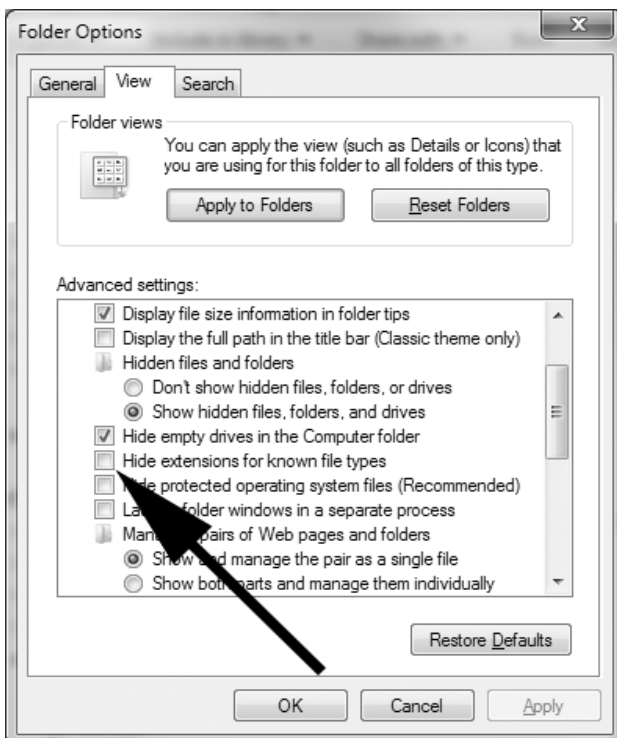 Folder Options
General View Search
Folder views
You can apply the view (such as Details or Icons) that
you are using for this folder to all folders of this type.
Apply to Folders Reset Folders
Advanced settings:
Display file size information in folder tips
Display the full path in the title bar (Classic theme only)
Hidden files and folders
Don't show hidden files, folders, or drives
Show hidden files, folders, and drives
Hide empty drives in the Computer folder
Hide extensions for known file types
Hide protected operating system files (Recommended)
folder windows in a separate process
pairs of Web pages and folders
Show and manage the pair as a single file
Show both parts and manage them individually
Restore Defaults
OK Cancel Apply